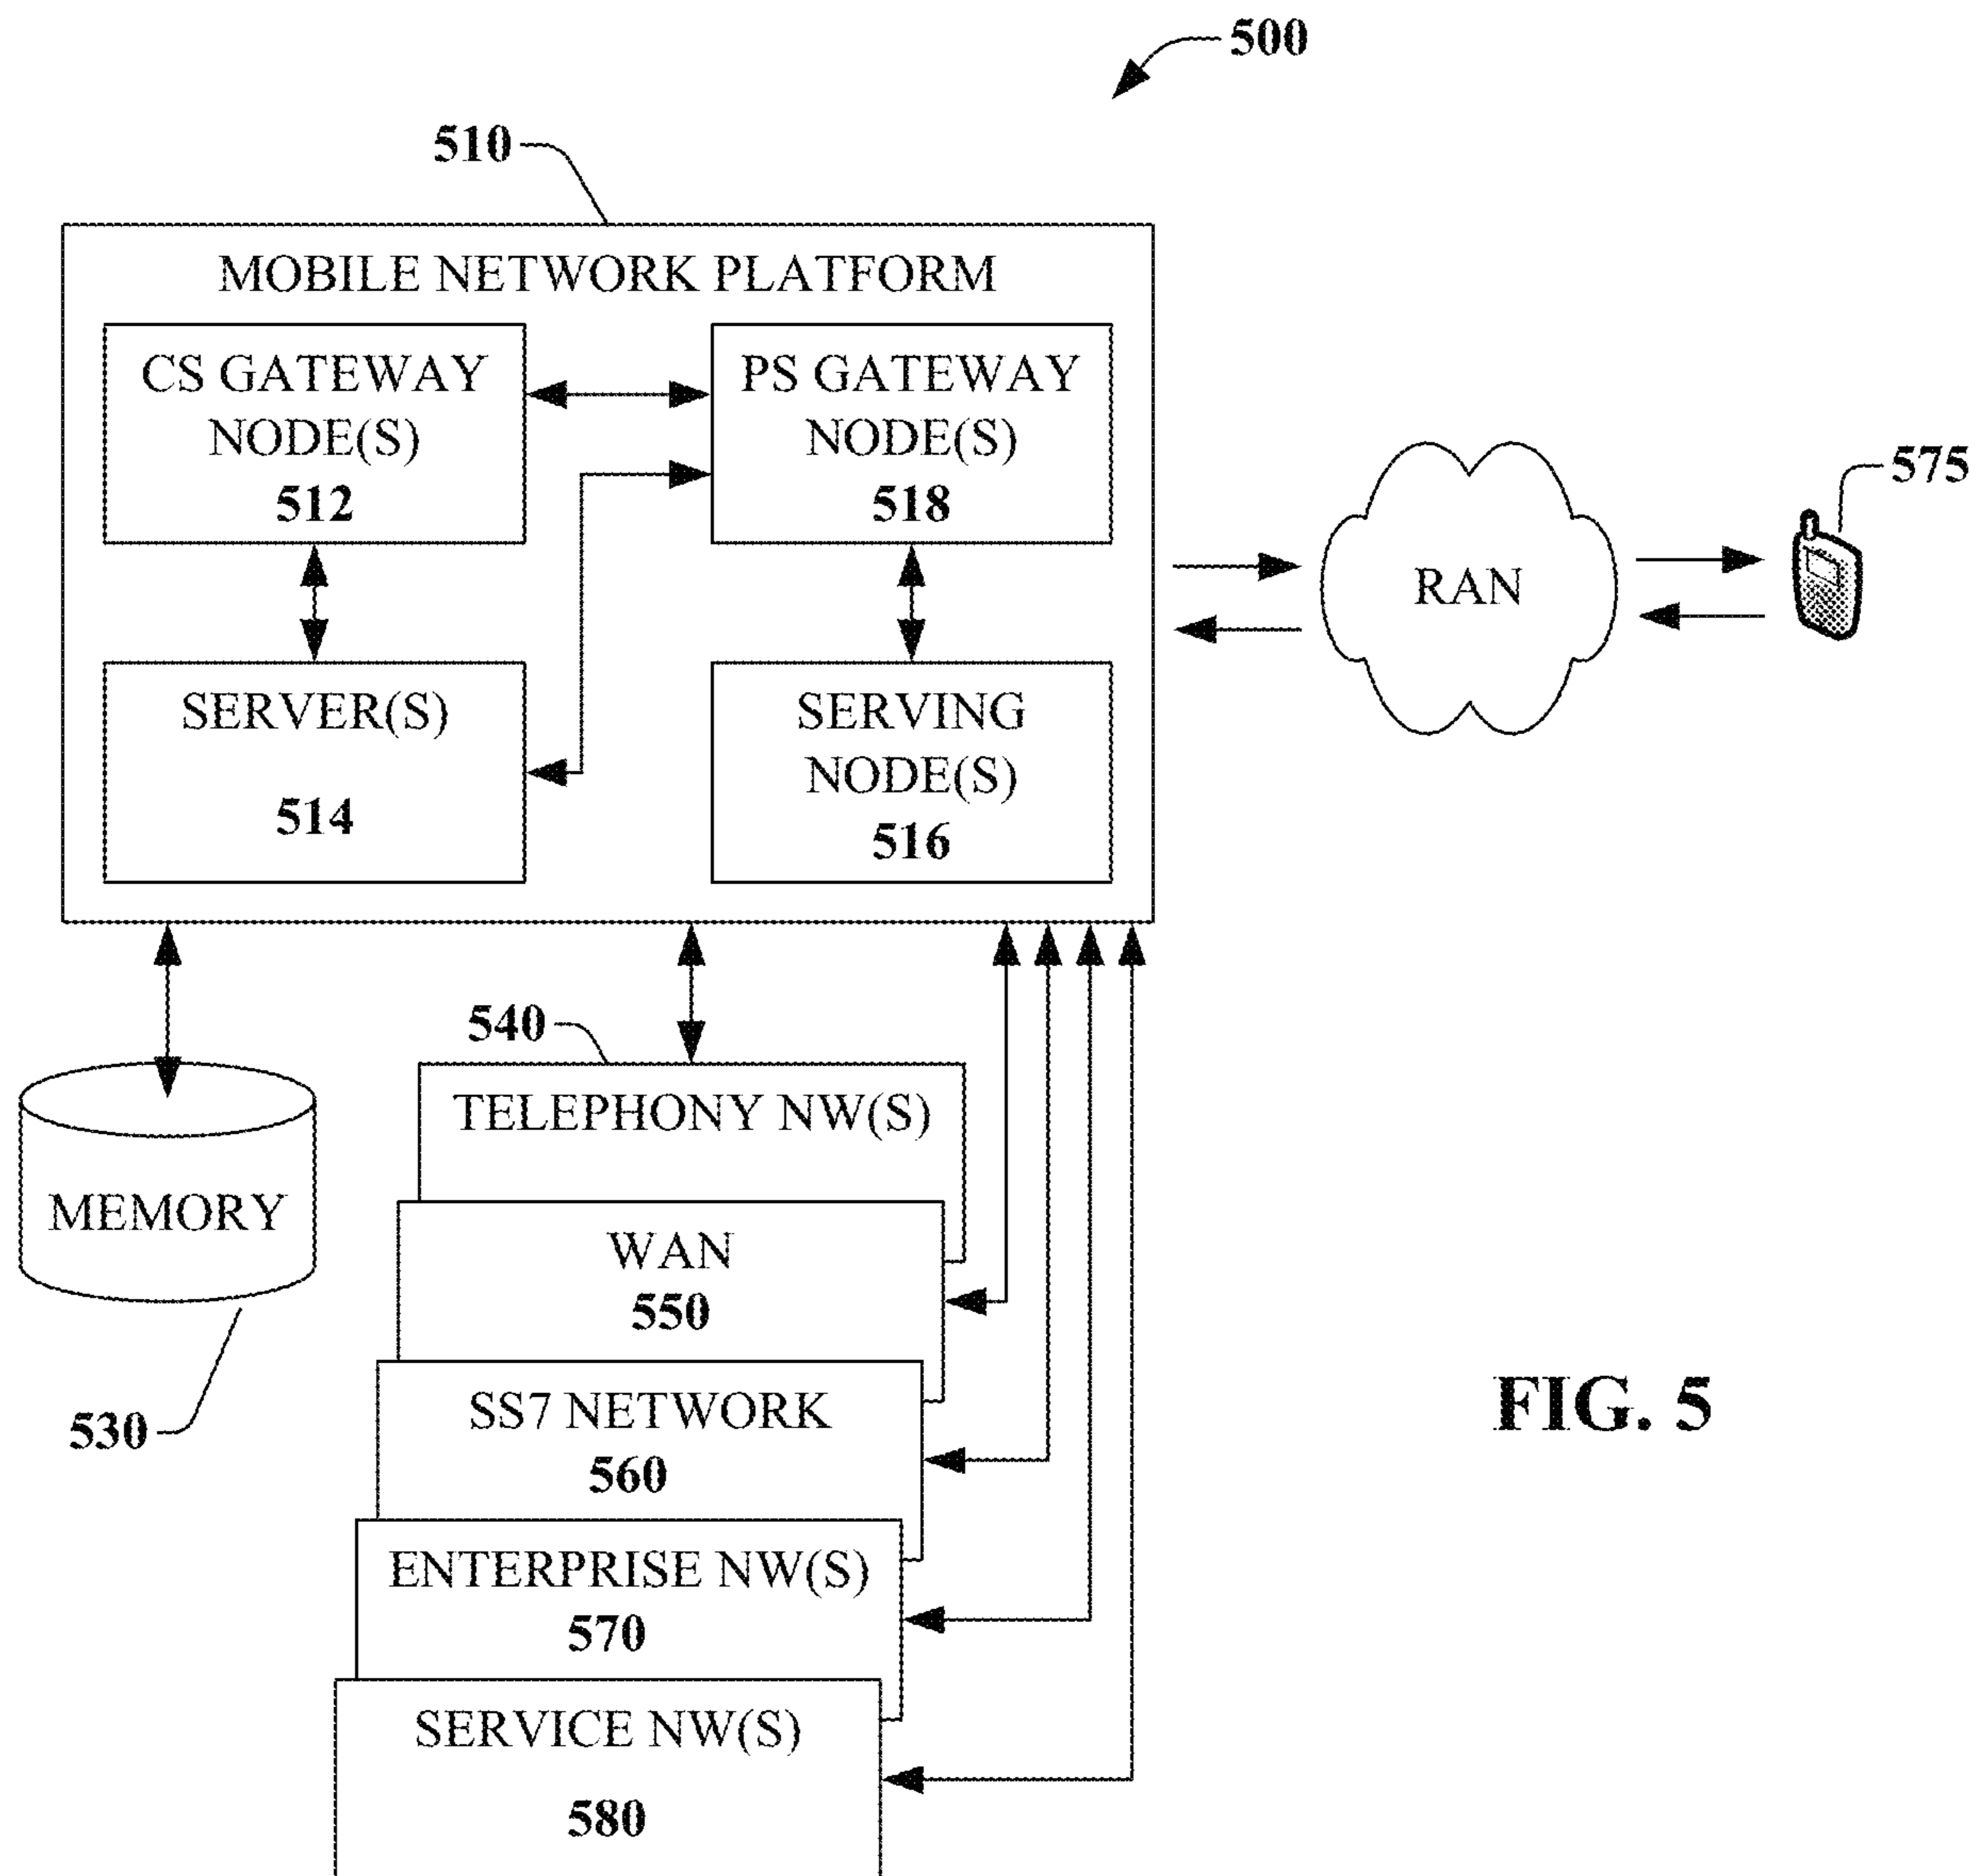 500
510
MOBILE NETWORK PLATFORM
CS GATEWAY
NODE(S)
512
PS GATEWAY
NODE(S)
518
SERVER(S)
514
SERVING
NODE(S)
516
RAN
575
540
TELEPHONY NW(S)
MEMORY
530
WAN
550
SS7 NETWORK
560
ENTERPRISE NW(S)
570
SERVICE NW(S)
580
FIG. 5